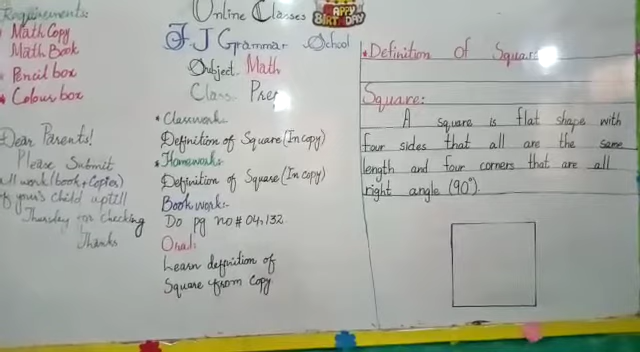 Requirements:
Math Copy
Math Book
Pencil box
Colour box
Dear Parents!
Please Submit
all work (book + Copies)
of your's child uptill
Thursday for checking
Thanks
Online Classes
HAPPY
BIRTHDAY
F J Grammar School
Subject Math
Class Prep
Classwork
Definition of Square (In copy)
Homework:
Definition of Square (In copy)
Book work:-
Do pg no # 04, 132
Oral:
Learn definition of
Square from copy
Definition of Square
Square:
A square is flat shape with
four sides that all are the same
length and four corners that are all
right angle (90°).